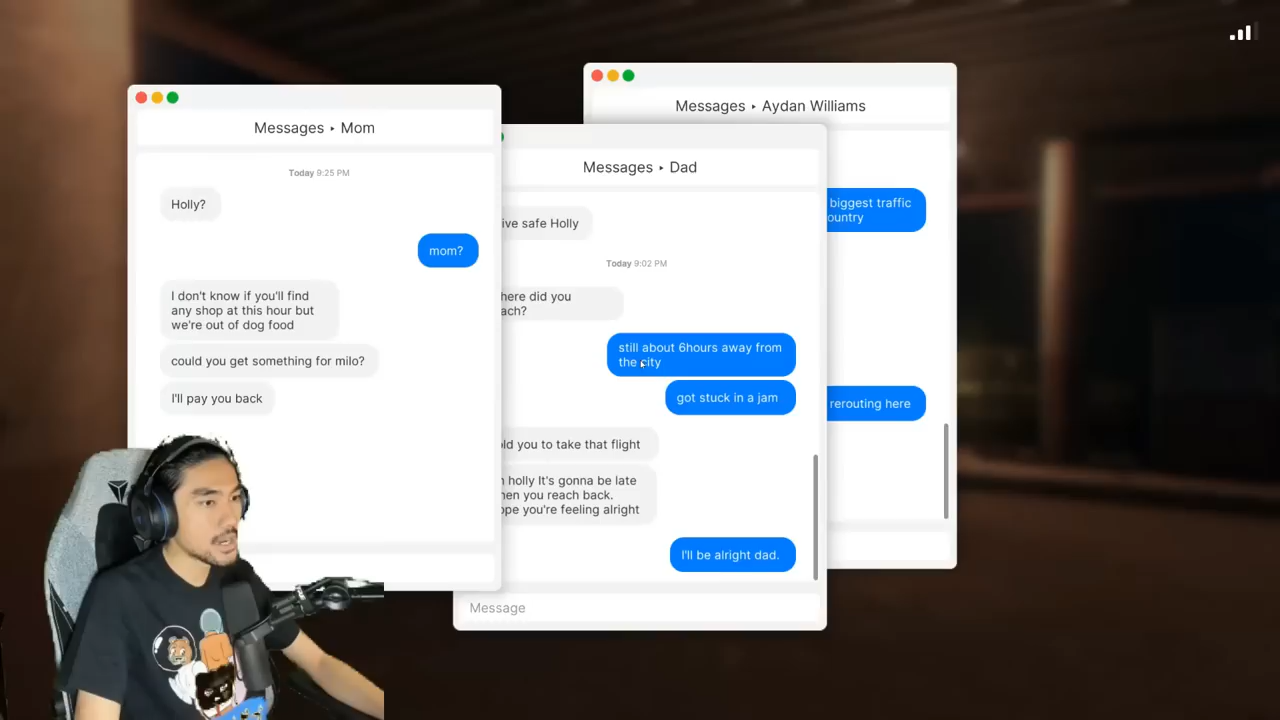 Messages ▸ Mom
Today 9:25 PM
Holly?
mom?
I don't know if you'll find
any shop at this hour but
we're out of dog food
could you get something for milo?
I'll pay you back
Messages ▸ Dad
ive safe Holly
Today 9:02 PM
here did you
ach?
still about 6hours away from
the city
got stuck in a jam
old you to take that flight
holly It's gonna be late
hen you reach back.
ope you're feeling alright
I'll be alright dad.
Message
Messages ▸ Aydan Williams
biggest traffic
ountry
rerouting here